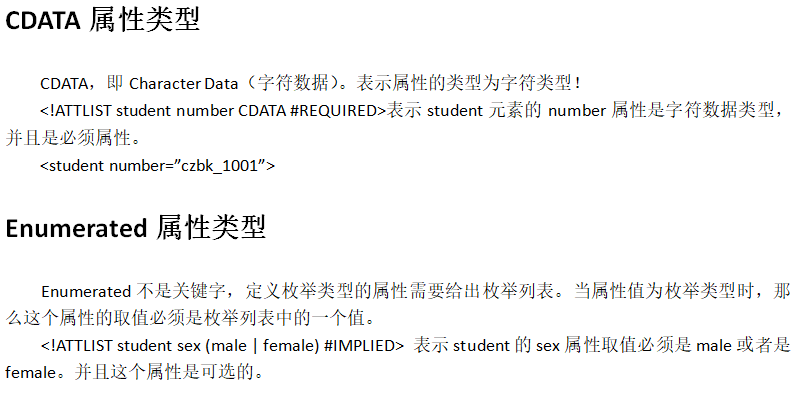 CDATA 属性类型
CDATA，即 Character Data（字符数据）。表示属性的类型为字符类型！
<!ATTLIST student number CDATA #REQUIRED>表示 student 元素的 number 属性是字符数据类型，
并且是必须属性。
<student number=”czbk_1001”>
Enumerated 属性类型
Enumerated 不是关键字，定义枚举类型的属性需要给出枚举列表。当属性值为枚举类型时，那
么这个属性的取值必须是枚举列表中的一个值。
<!ATTLIST student sex (male | female) #IMPLIED> 表示 student 的 sex 属性取值必须是 male 或者是
female。并且这个属性是可选的。